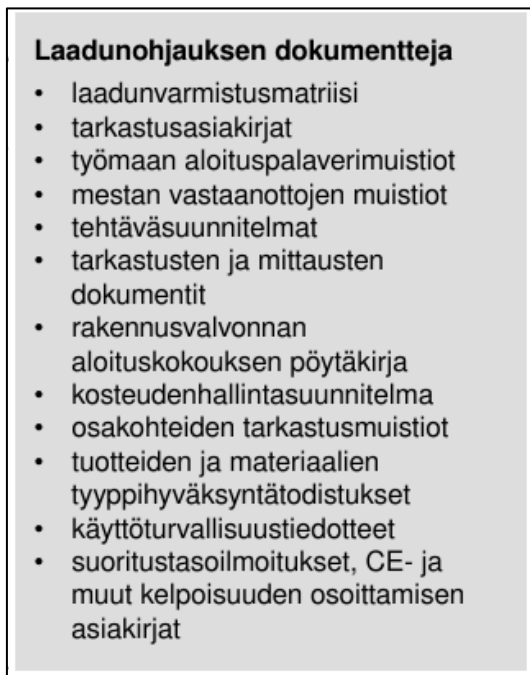 Laadunohjauksen dokumentteja
• laadunvarmistusmatriisi
• tarkastusasiakirjat
• työmaan aloituspalaverimuistiot
• mestan vastaanottojen muistiot
• tehtäväsuunnitelmat
• tarkastusten ja mittausten
dokumentit
• rakennusvalvonnan
aloituskokouksen pöytäkirja
• kosteudenhallintasuunnitelma
• osakohteiden tarkastusmuistiot
• tuotteiden ja materiaalien
tyyppihyväksyntätodistukset
• käyttöturvallisuustiedotteet
• suoritustasoilmoitukset, CE- ja
muut kelpoisuuden osoittamisen
asiakirjat